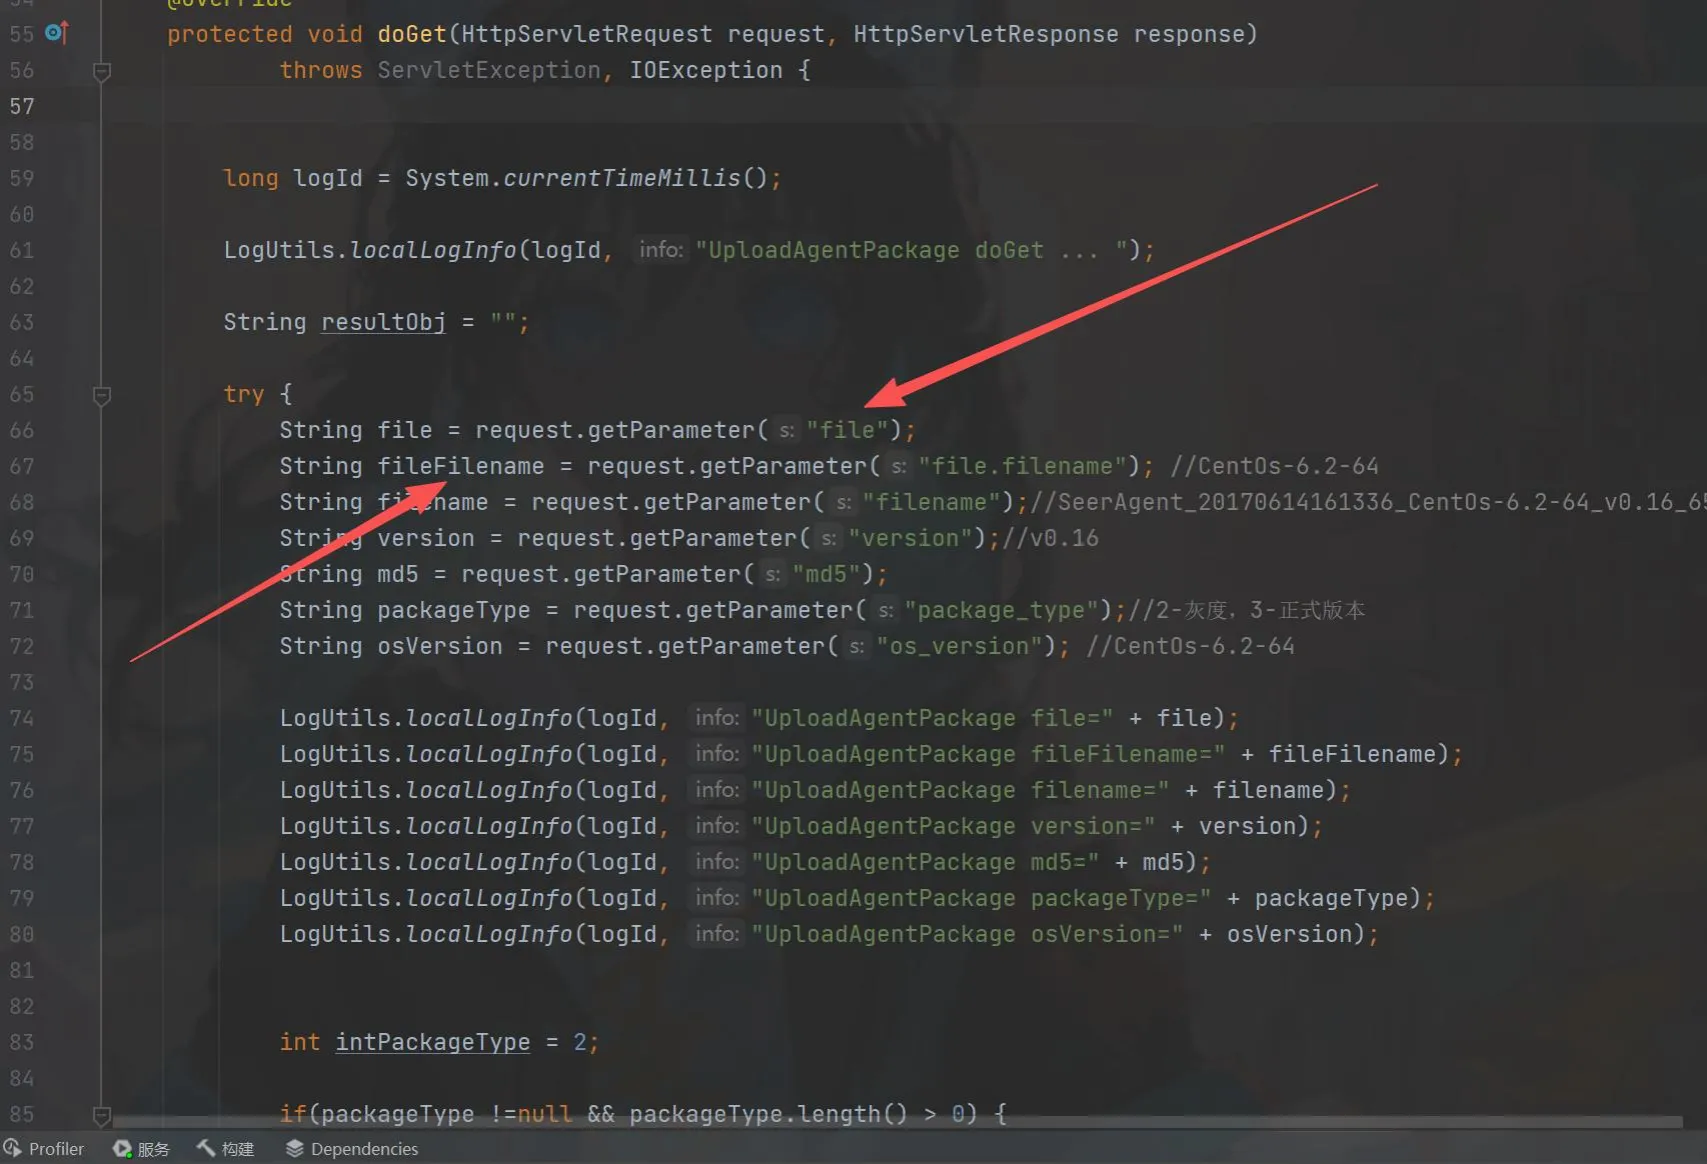 54 @Override
55 protected void doGet(HttpServletRequest request, HttpServletResponse response)
56 throws ServletException, IOException {
57
58
59 long logId = System.currentTimeMillis();
60
61 LogUtils.localLogInfo(logId, info: "UploadAgentPackage doGet ... ");
62
63 String resultObj = "";
64
65 try {
66 String file = request.getParameter( s: "file");
67 String fileFilename = request.getParameter( s: "file.filename"); //CentOs-6.2-64
68 String filename = request.getParameter( s: "filename");//SeerAgent_20170614161336_CentOs-6.2-64_v0.16_65
69 String version = request.getParameter( s: "version");//v0.16
70 String md5 = request.getParameter( s: "md5");
71 String packageType = request.getParameter( s: "package_type");//2-灰度，3-正式版本
72 String osVersion = request.getParameter( s: "os_version"); //CentOs-6.2-64
73
74 LogUtils.localLogInfo(logId, info: "UploadAgentPackage file=" + file);
75 LogUtils.localLogInfo(logId, info: "UploadAgentPackage fileFilename=" + fileFilename);
76 LogUtils.localLogInfo(logId, info: "UploadAgentPackage filename=" + filename);
77 LogUtils.localLogInfo(logId, info: "UploadAgentPackage version=" + version);
78 LogUtils.localLogInfo(logId, info: "UploadAgentPackage md5=" + md5);
79 LogUtils.localLogInfo(logId, info: "UploadAgentPackage packageType=" + packageType);
80 LogUtils.localLogInfo(logId, info: "UploadAgentPackage osVersion=" + osVersion);
81
82
83 int intPackageType = 2;
84
85 if(packageType !=null && packageType.length() > 0) {
Profiler 服务 构建 Dependencies